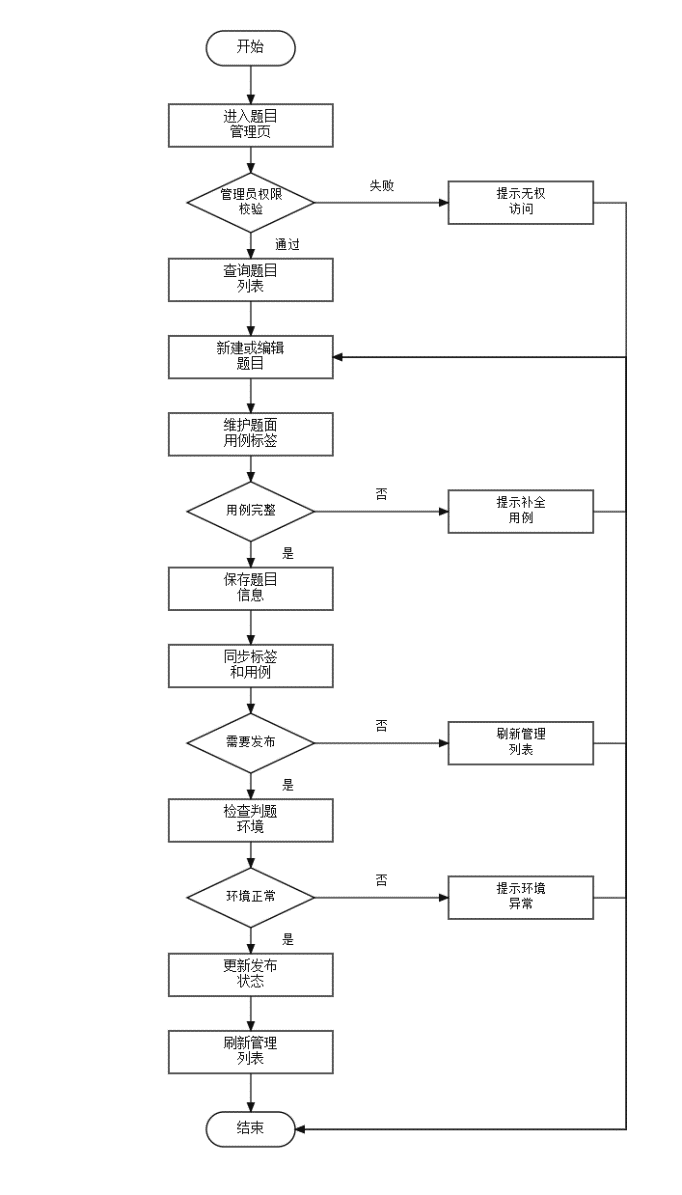 开始
进入题目
管理页
管理员权限
校验
失败
提示无权
访问
通过
查询题目
列表
新建或编辑
题目
维护题面
用例标签
用例完整
否
提示补全
用例
是
保存题目
信息
同步标签
和用例
需要发布
否
刷新管理
列表
是
检查判题
环境
环境正常
否
提示环境
异常
是
更新发布
状态
刷新管理
列表
结束